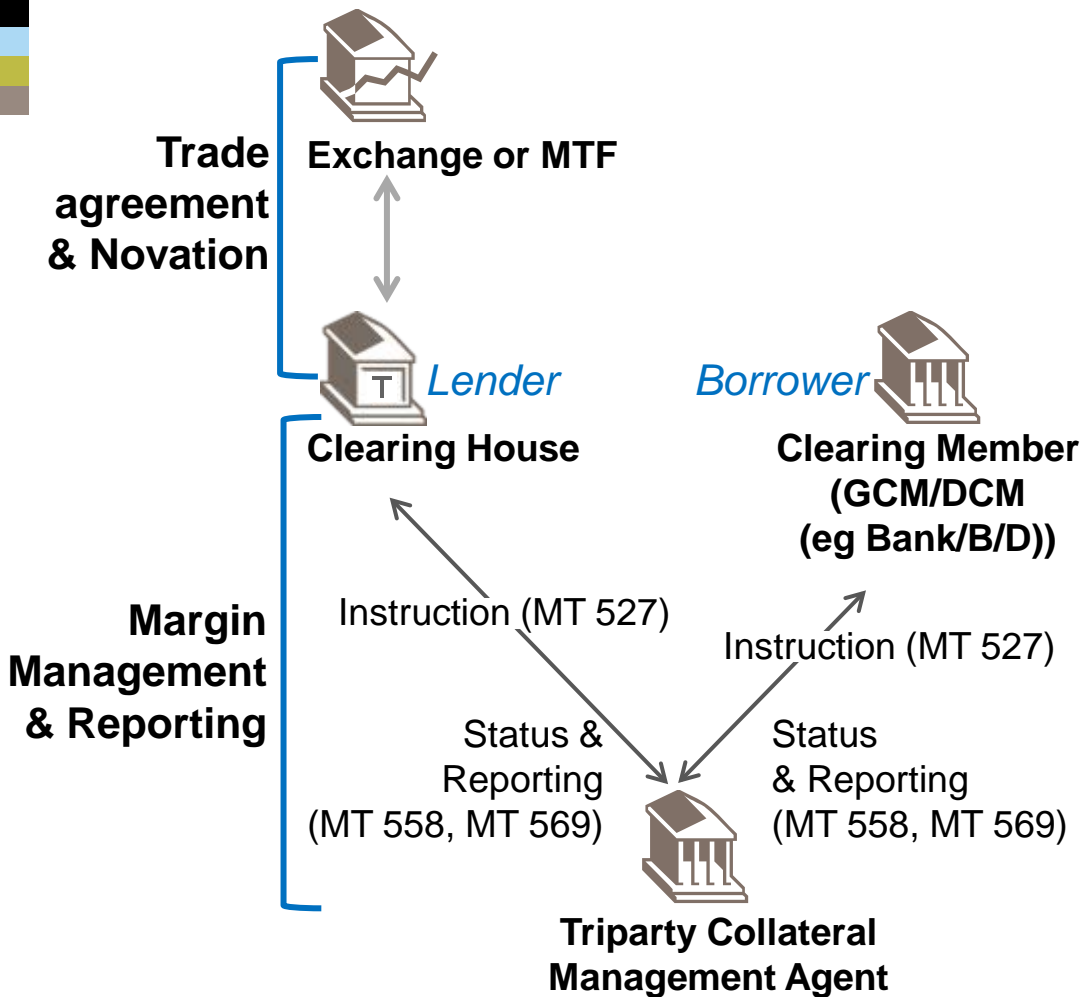 Trade
agreement
& Novation
Exchange or MTF
T
Lender
Borrower
Clearing House
Clearing Member
(GCM/DCM
(eg Bank/B/D))
Margin
Management
& Reporting
Instruction (MT 527)
Instruction (MT 527)
Status &
Reporting
(MT 558, MT 569)
Status
& Reporting
(MT 558, MT 569)
Triparty Collateral
Management Agent